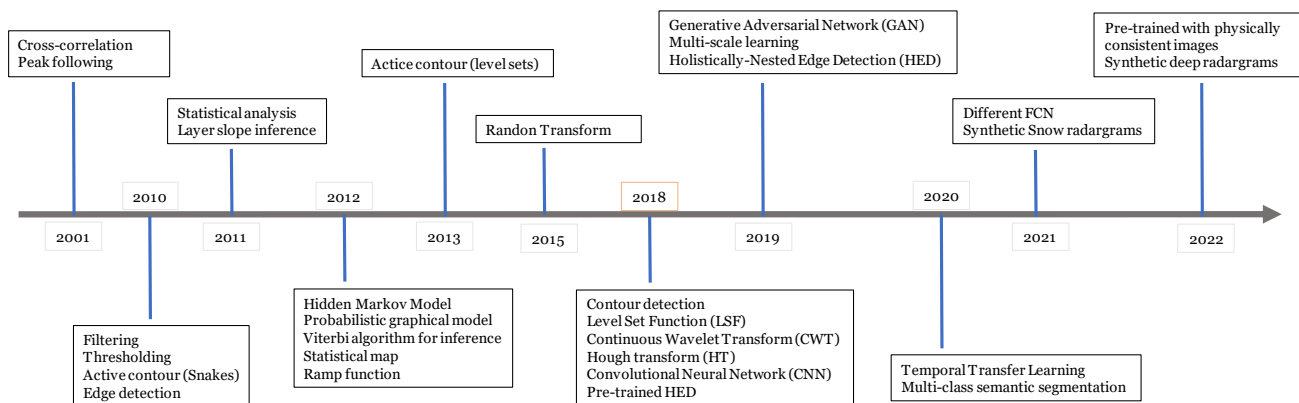 Cross-correlation
Peak following
2001
2010
Filtering
Thresholding
Active contour (Snakes)
Edge detection
Statistical analysis
Layer slope inference
2011
2012
Hidden Markov Model
Probabilistic graphical model
Viterbi algorithm for inference
Statistical map
Ramp function
Actice contour (level sets)
2013
Randon Transform
2015
2018
Contour detection
Level Set Function (LSF)
Continuous Wavelet Transform (CWT)
Hough transform (HT)
Convolutional Neural Network (CNN)
Pre-trained HED
Generative Adversarial Network (GAN)
Multi-scale learning
Holistically-Nested Edge Detection (HED)
2019
2020
Temporal Transfer Learning
Multi-class semantic segmentation
Different FCN
Synthetic Snow radargrams
2021
Pre-trained with physically
consistent images
Synthetic deep radargrams
2022